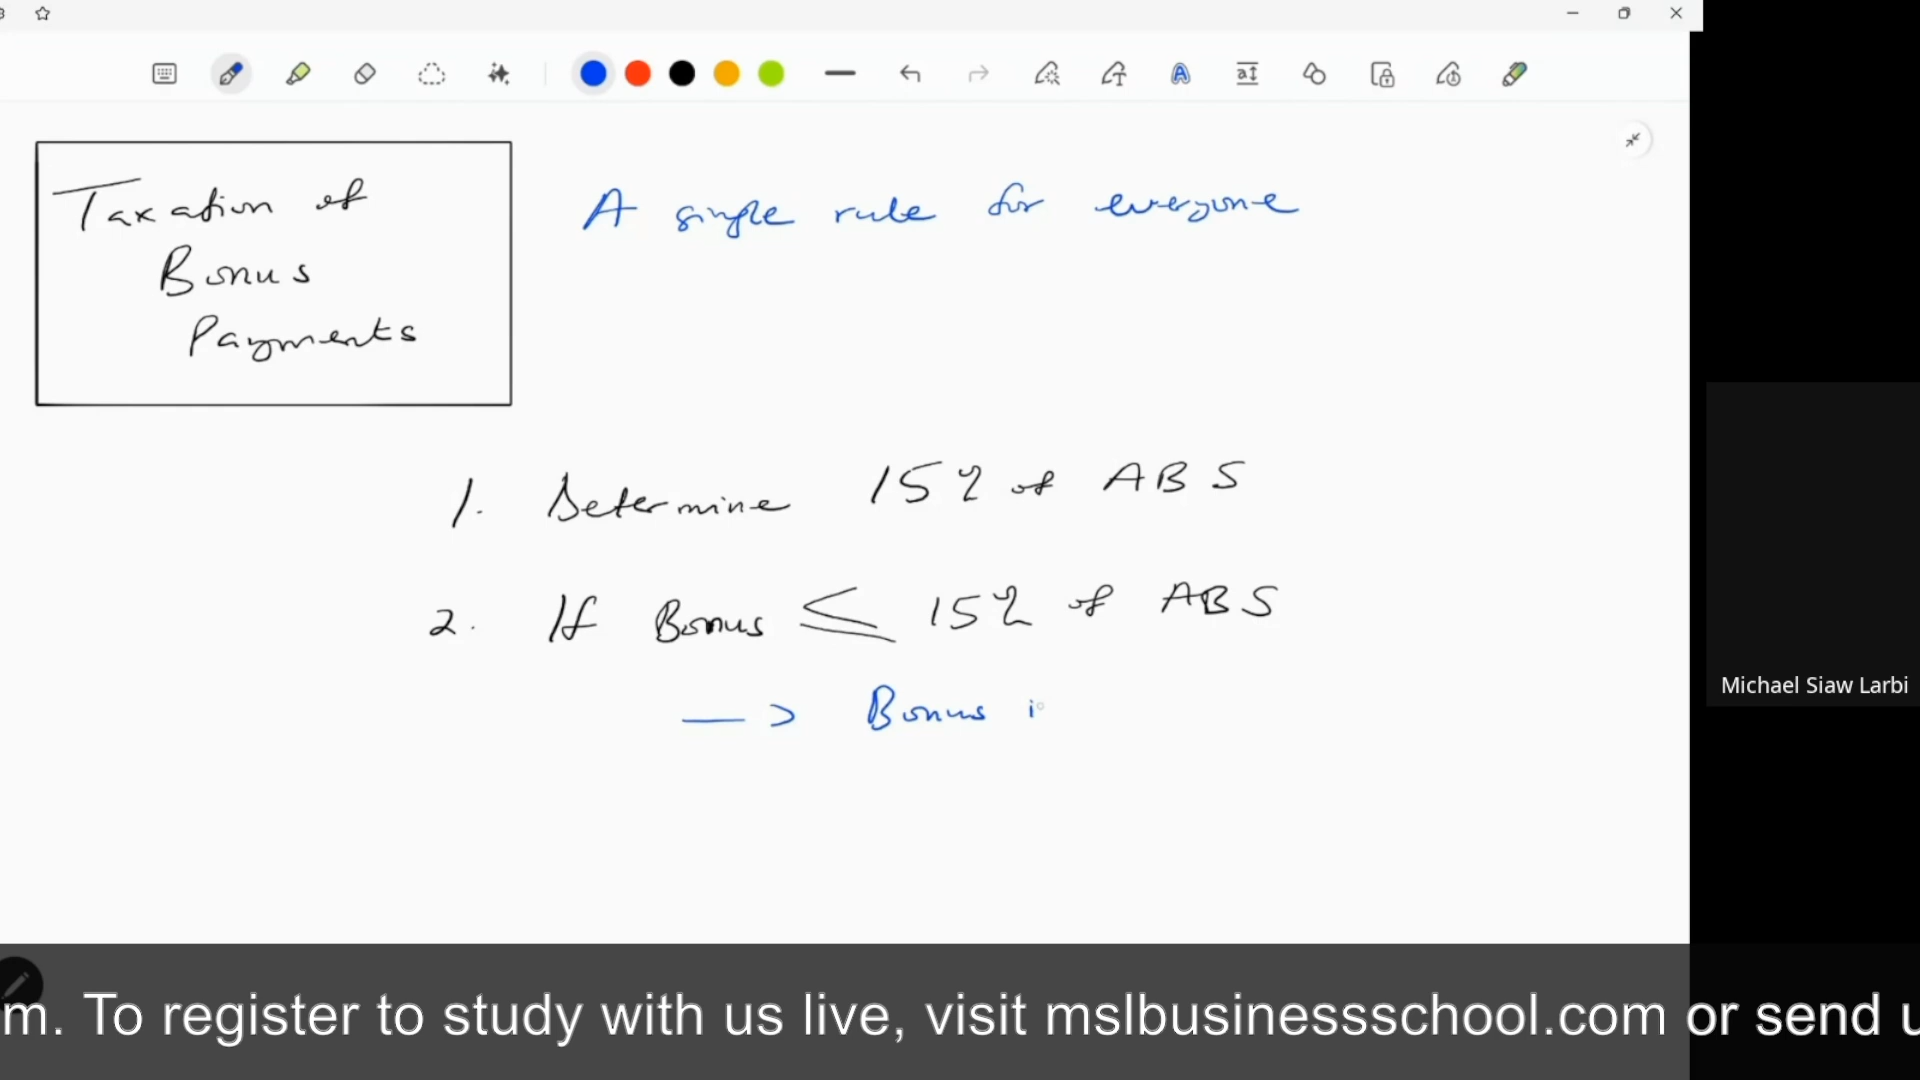 Taxation of
Bonus
Payments
A single rule for everyone
1. Determine 15% of ABS
2. If Bonus ≤ 15% of ABS
—> Bonus i
Michael Siaw Larbi
m. To register to study with us live, visit mslbusinessschool.com or send u